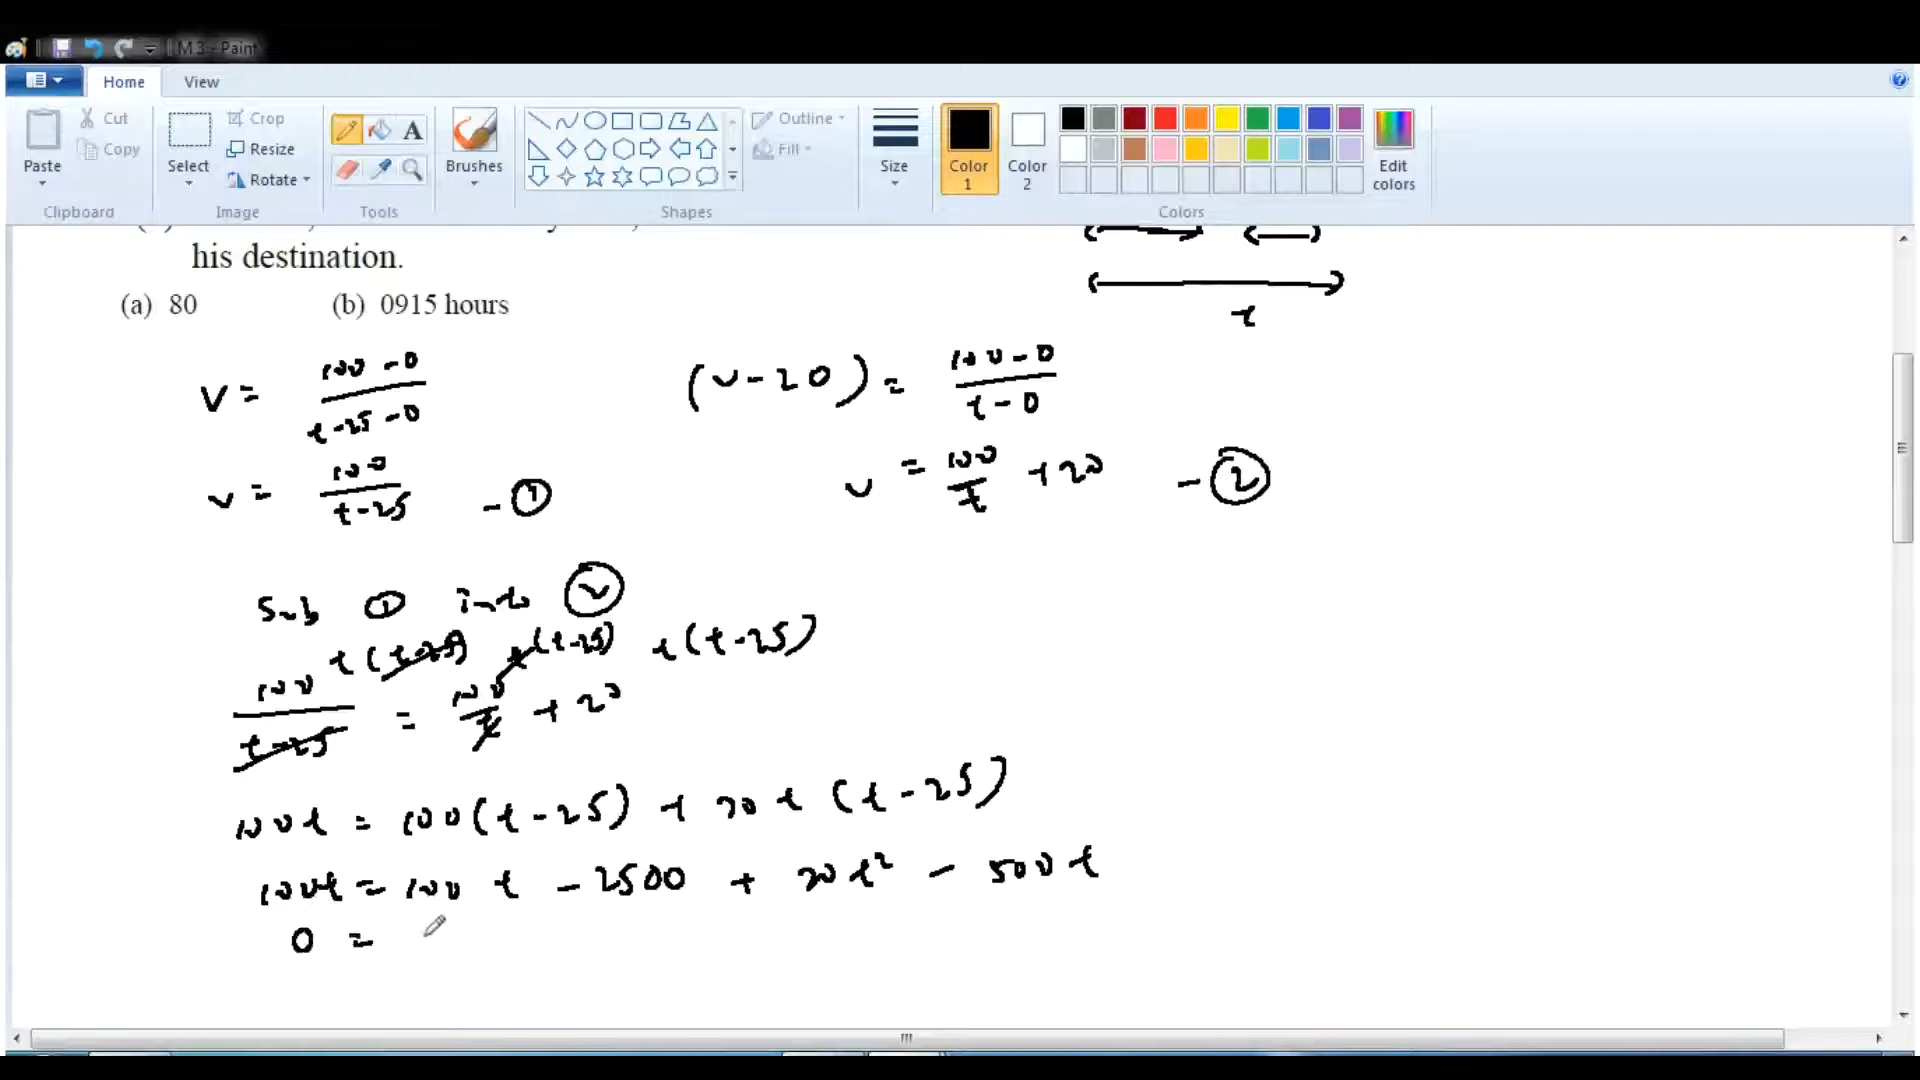 M 3 - Paint
Home View
Paste Cut Copy Clipboard
Select Crop Resize Rotate Image
A Tools
Brushes
Outline Fill Shapes
Size
Color 1 Color 2 Edit colors Colors
his destination.
(a) 80 (b) 0915 hours
t
v = (100 - 0)/(t - 25 - 0) (v - 20) = (100 - 0)/(t - 0)
v = 100/(t - 25) - ① v = 100/t + 20 - ②
Sub ① into ②
t(t-25) t(t-25) t(t-25)
100/(t-25) = 100/t + 20
100t = 100(t - 25) + 20t(t - 25)
100t = 100t - 2500 + 20t² - 500t
0 =